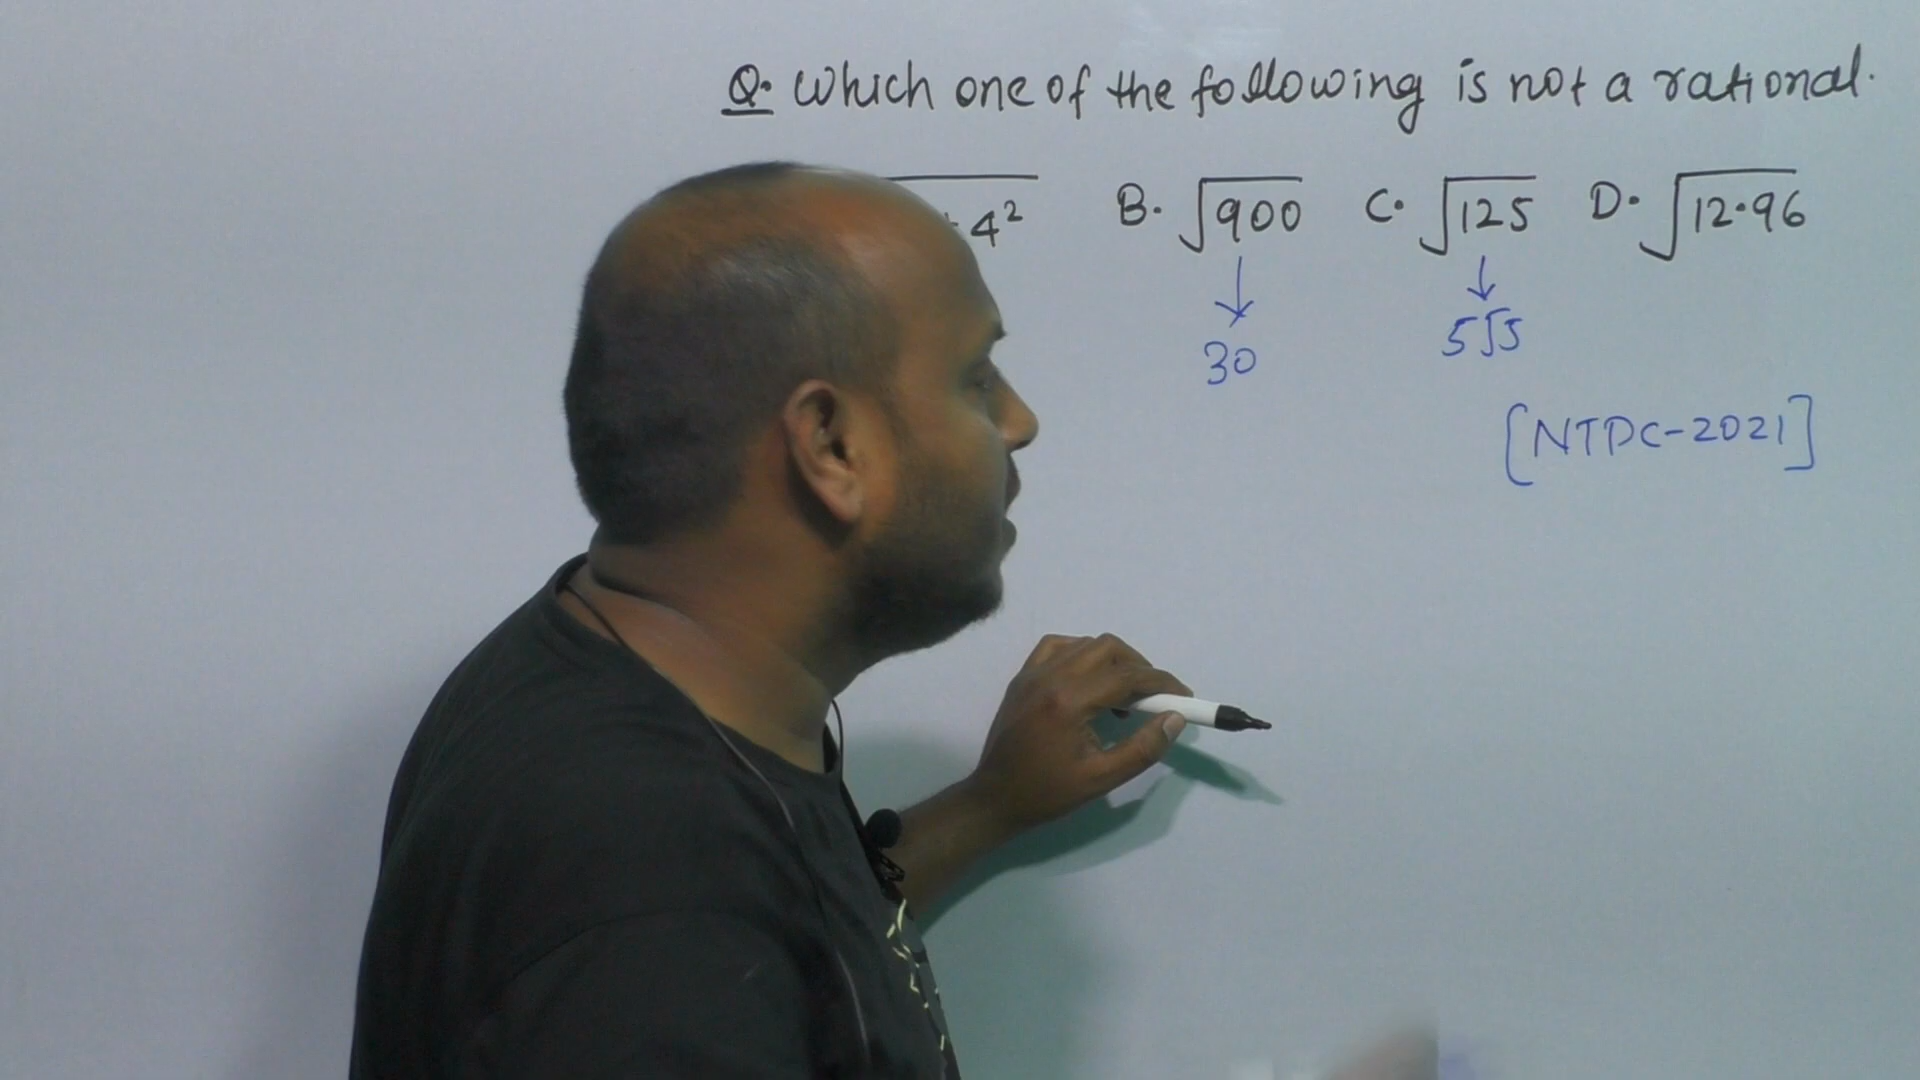 Q. Which one of the following is not a rational.
+ 4² B. √900 C. √125 D. √12.96
↓ ↓
30 5√5
[NTPC-2021]